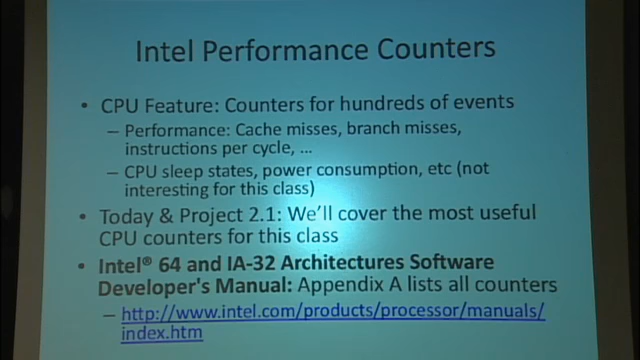 Intel Performance Counters
• CPU Feature: Counters for hundreds of events
– Performance: Cache misses, branch misses,
instructions per cycle, ...
– CPU sleep states, power consumption, etc (not
interesting for this class)
• Today & Project 2.1: We'll cover the most useful
CPU counters for this class
• Intel® 64 and IA-32 Architectures Software
Developer's Manual: Appendix A lists all counters
– http://www.intel.com/products/processor/manuals/
index.htm